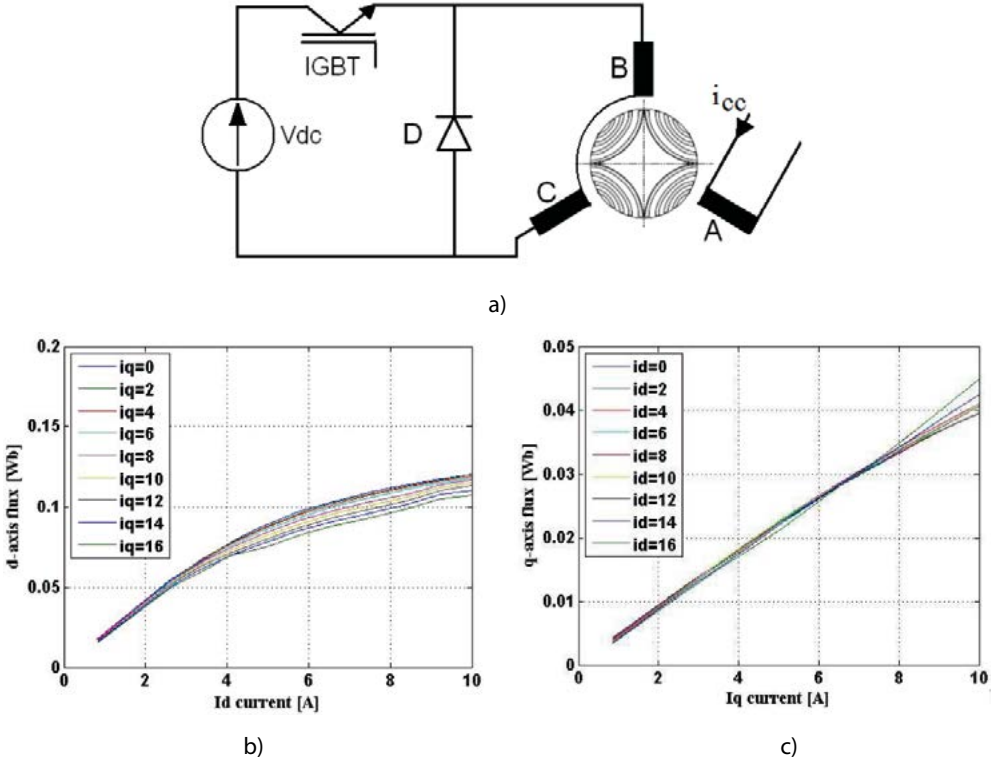 IGBT
Vdc
D
B
C
A
icc
a)
0.2
0.15
0.1
0.05
0
0 2 4 6 8 10
d-axis flux [Wb]
Id current [A]
iq=0
iq=2
iq=4
iq=6
iq=8
iq=10
iq=12
iq=14
iq=16
b)
0.05
0.04
0.03
0.02
0.01
0
0 2 4 6 8 10
q-axis flux [Wb]
Iq current [A]
id=0
id=2
id=4
id=6
id=8
id=10
id=12
id=14
id=16
c)